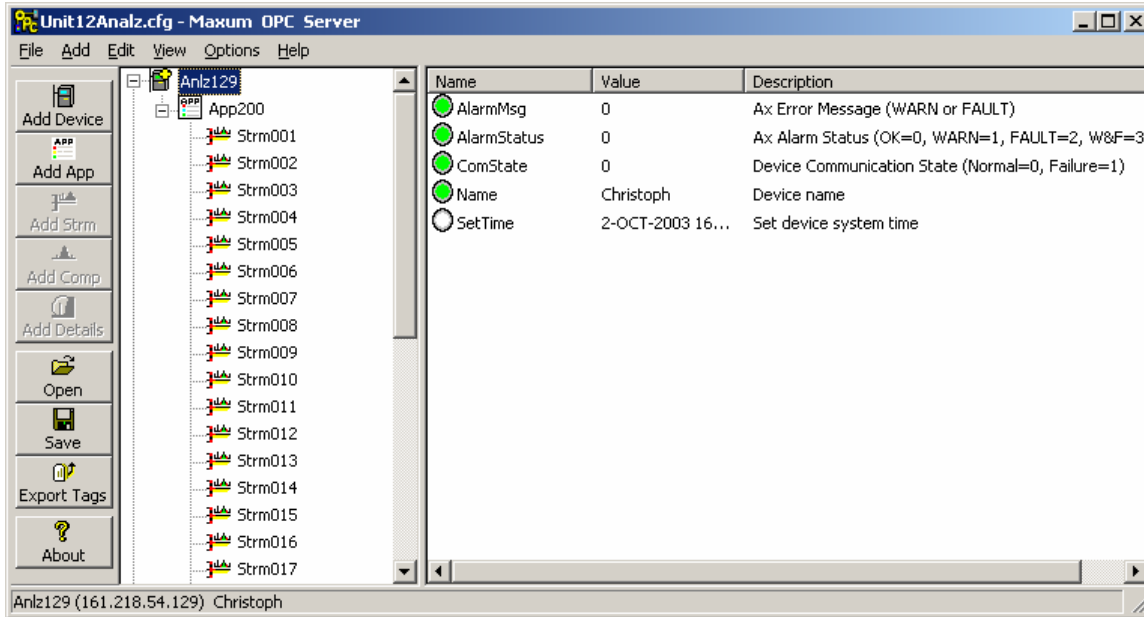 Unit12Analz.cfg - Maxum OPC Server
File Add Edit View Options Help
Add Device
Add App
Add Strm
Add Comp
Add Details
Open
Save
Export Tags
About
Anlz129
App200
Strm001
Strm002
Strm003
Strm004
Strm005
Strm006
Strm007
Strm008
Strm009
Strm010
Strm011
Strm012
Strm013
Strm014
Strm015
Strm016
Strm017
Name Value Description
AlarmMsg 0 Ax Error Message (WARN or FAULT)
AlarmStatus 0 Ax Alarm Status (OK=0, WARN=1, FAULT=2, W&F=3
ComState 0 Device Communication State (Normal=0, Failure=1)
Name Christoph Device name
SetTime 2-OCT-2003 16... Set device system time
Anlz129 (161.218.54.129) Christoph